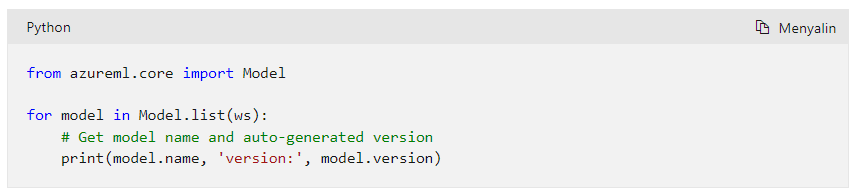 Python
Menyalin
from azureml.core import Model
for model in Model.list(ws):
    # Get model name and auto-generated version
    print(model.name, 'version:', model.version)